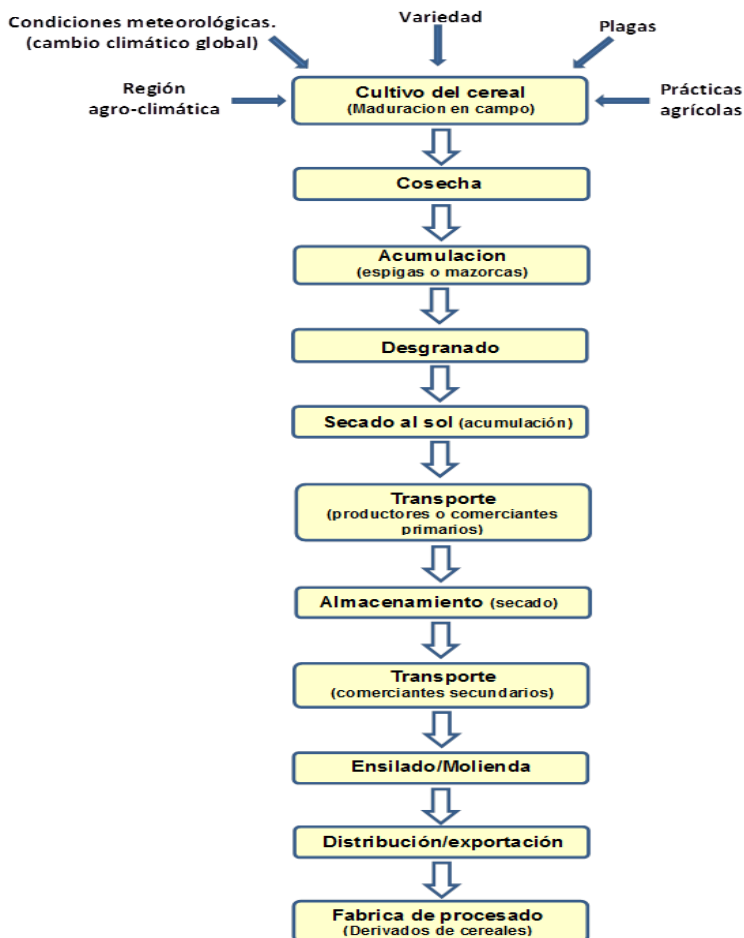 Condiciones meteorológicas.
(cambio climático global)
Variedad
Plagas
Región
agro-climática
Cultivo del cereal
(Maduracion en campo)
Prácticas
agrícolas
Cosecha
Acumulacion
(espigas o mazorcas)
Desgranado
Secado al sol (acumulación)
Transporte
(productores o comerciantes
primarios)
Almacenamiento (secado)
Transporte
(comerciantes secundarios)
Ensilado/Molienda
Distribución/exportación
Fabrica de procesado
(Derivados de cereales)